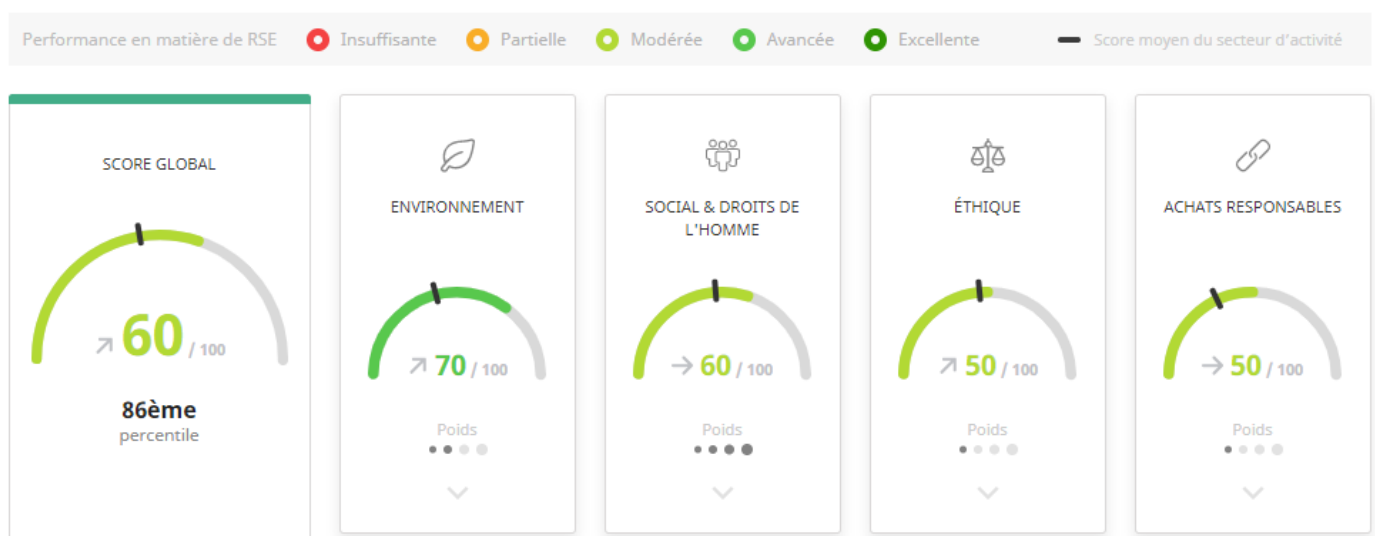 Performance en matière de RSE Insuffisante Partielle Modérée Avancée Excellente Score moyen du secteur d'activité
SCORE GLOBAL
60 / 100
86ème
percentile
ENVIRONNEMENT
70 / 100
Poids
SOCIAL & DROITS DE
L'HOMME
60 / 100
Poids
ÉTHIQUE
50 / 100
Poids
ACHATS RESPONSABLES
50 / 100
Poids